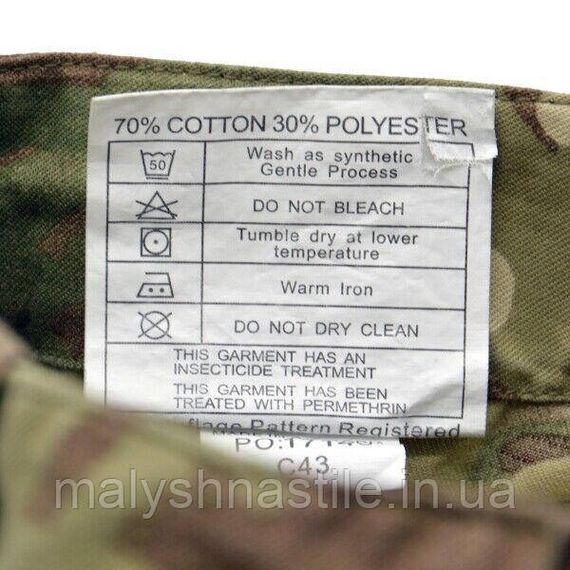 70% COTTON 30% POLYESTER
50
Wash as synthetic
Gentle Process
DO NOT BLEACH
Tumble dry at lower
temperature
Warm Iron
DO NOT DRY CLEAN
THIS GARMENT HAS AN
INSECTICIDE TREATMENT
THIS GARMENT HAS BEEN
TREATED WITH PERMETHRIN
Pattern Registered
C43
malyshnastile.in.ua